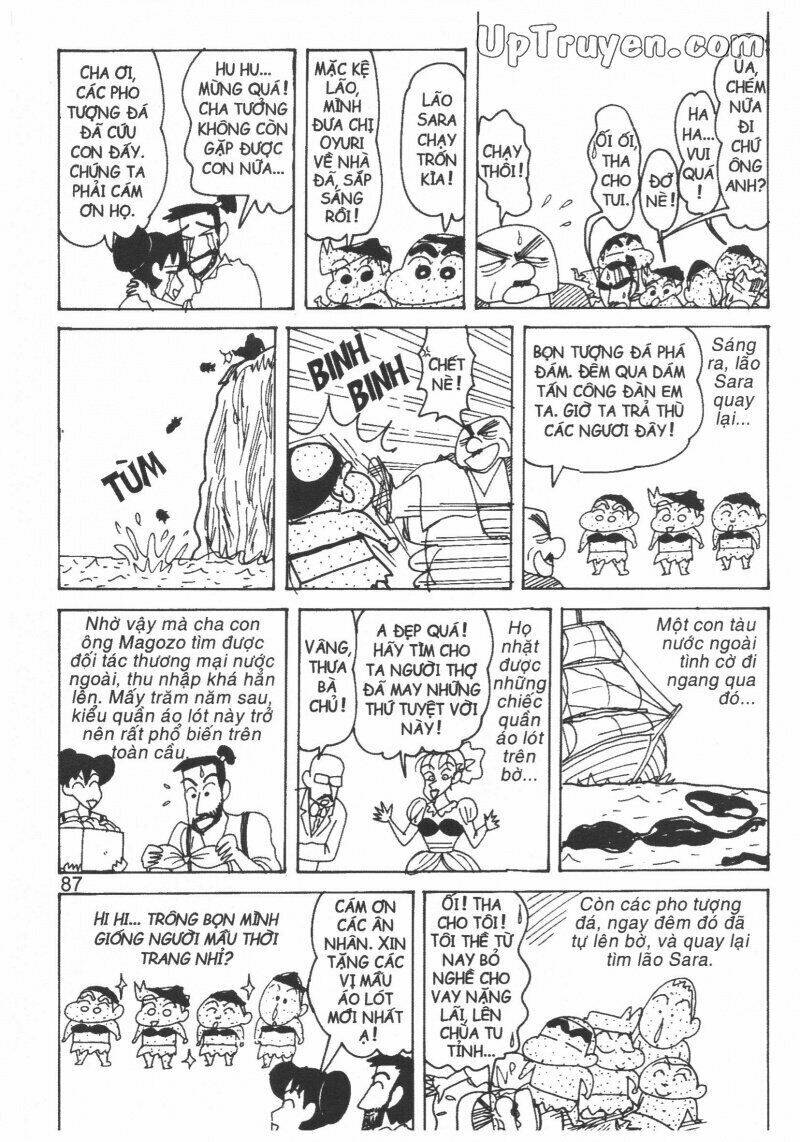 UpTruyen.com
ỦA,
CHÉM
NỮA
ĐI
CHỨ
ÔNG
ANH?
HA
HA...
VUI
QUÁ
!
ĐỠ
NÈ!
ỐI ỐI,
THA
CHO
TUI.
CHẠY
THÔI!
LÃO
SARA
CHẠY
TRỐN
KÌA!
MẶC KỆ
LÃO,
MÌNH
ĐƯA CHỊ
OYURI
VỀ NHÀ
ĐÃ, SẮP
SÁNG
RỒI!
HU HU...
MỪNG QUÁ!
CHA TƯỞNG
KHÔNG CÒN
GẶP ĐƯỢC
CON NỮA...
CHA ƠI,
CÁC PHO
TƯỢNG ĐÁ
ĐÃ CỨU
CON ĐẤY.
CHÚNG TA
PHẢI CÁM
ƠN HỌ.
Sáng
ra, lão
Sara
quay
lại...
BỌN TƯỢNG ĐÁ PHÁ
ĐÁM. ĐÊM QUA DÁM
TẤN CÔNG ĐÀN EM
TA. GIỜ TA TRẢ THÙ
CÁC NGƯƠI ĐÂY!
CHẾT
NÈ!
BINH
BINH
TÙM
Một con tàu
nước ngoài
tình cờ đi
ngang qua
đó...
Họ
nhặt
được
những
chiếc
quần
áo lót
trên
bờ...
A ĐẸP QUÁ!
HÃY TÌM CHO
TA NGƯỜI THỢ
ĐÃ MAY NHỮNG
THỨ TUYỆT VỜI
NÀY!
VÂNG,
THƯA
BÀ
CHỦ!
Nhờ vậy mà cha con
ông Magozo tìm được
đối tác thương mại nước
ngoài, thu nhập khá hẳn
lên. Mấy trăm năm sau,
kiểu quần áo lót này trở
nên rất phổ biến trên
toàn cầu.
87
Còn các pho tượng
đá, ngay đêm đó đã
tự lên bờ, và quay lại
tìm lão Sara.
ỐI! THA
CHO TÔI!
TÔI THỀ TỪ
NAY BỎ
NGHỀ CHO
VAY NẶNG
LÃI, LÊN
CHÙA TU
TỈNH...
CÁM ƠN
CÁC ÂN
NHÂN. XIN
TẶNG CÁC
VỊ MẪU
ÁO LÓT
MỚI NHẤT
Ạ!
HI HI... TRÔNG BỌN MÌNH
GIỐNG NGƯỜI MẪU THỜI
TRANG NHỈ?